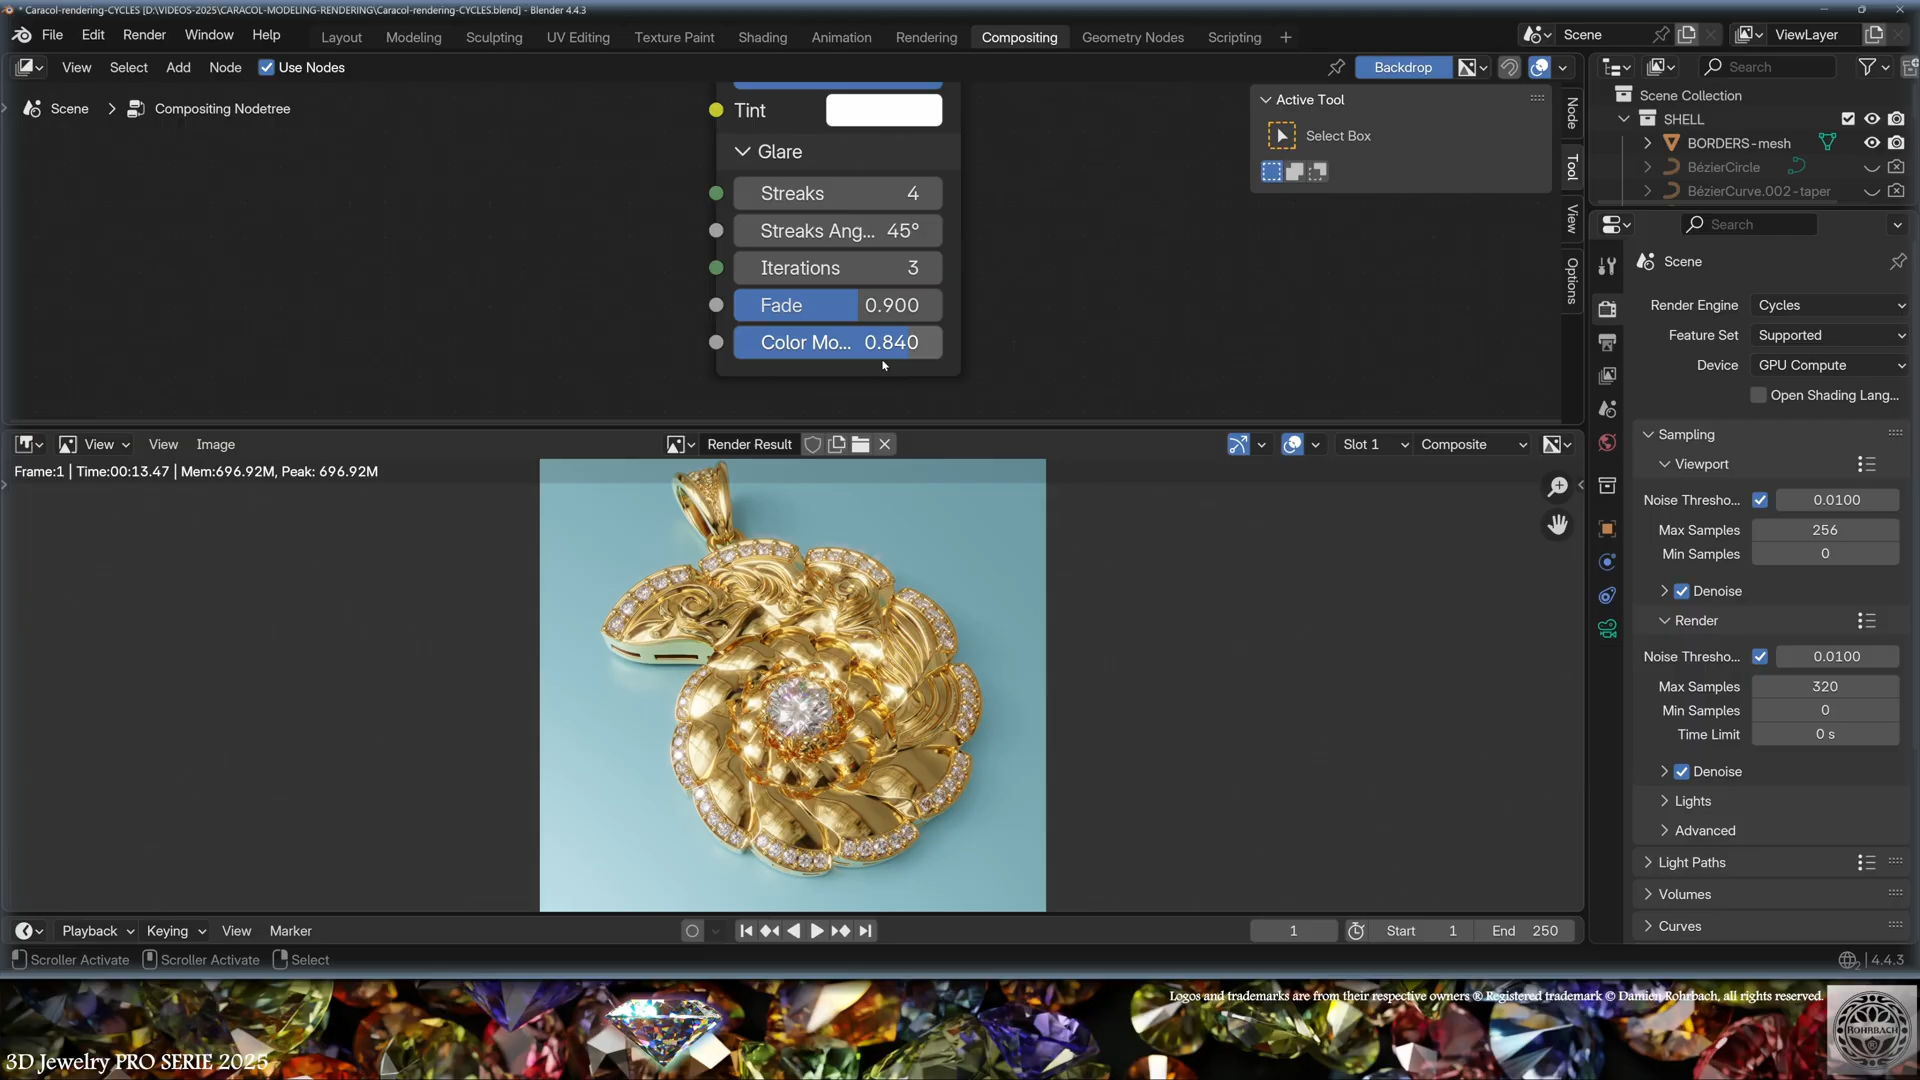 * Caracol-rendering-CYCLES [D:\VIDEOS-2025\CARACOL-MODELING-RENDERING\Caracol-rendering-CYCLES.blend] - Blender 4.4.3
File Edit Render Window Help Layout Modeling Sculpting UV Editing Texture Paint Shading Animation Rendering Compositing Geometry Nodes Scripting + Scene ViewLayer
View Select Add Node Use Nodes Backdrop Search
Scene > Compositing Nodetree
Tint
Glare
Streaks 4
Streaks Ang... 45°
Iterations 3
Fade 0.900
Color Mo... 0.840
Active Tool
Select Box
Node
Tool
View
Options
Scene Collection
SHELL
BORDERS-mesh
BézierCircle
BézierCurve.002-taper
Search
Scene
Render Engine Cycles
Feature Set Supported
Device GPU Compute
Open Shading Lang...
Sampling
Viewport
Noise Thresho... 0.0100
Max Samples 256
Min Samples 0
Denoise
Render
Noise Thresho... 0.0100
Max Samples 320
Min Samples 0
Time Limit 0 s
Denoise
Lights
Advanced
Light Paths
Volumes
Curves
View View Image Render Result Slot 1 Composite
Frame:1 | Time:00:13.47 | Mem:696.92M, Peak: 696.92M
Playback Keying View Marker 1 Start 1 End 250
Scroller Activate Scroller Activate Select 4.4.3
Logos and trademarks are from their respective owners ® Registered trademark © Damien Rohrbach, all rights reserved.
ROHRBACH
3D Jewelry PRO SERIE 2025